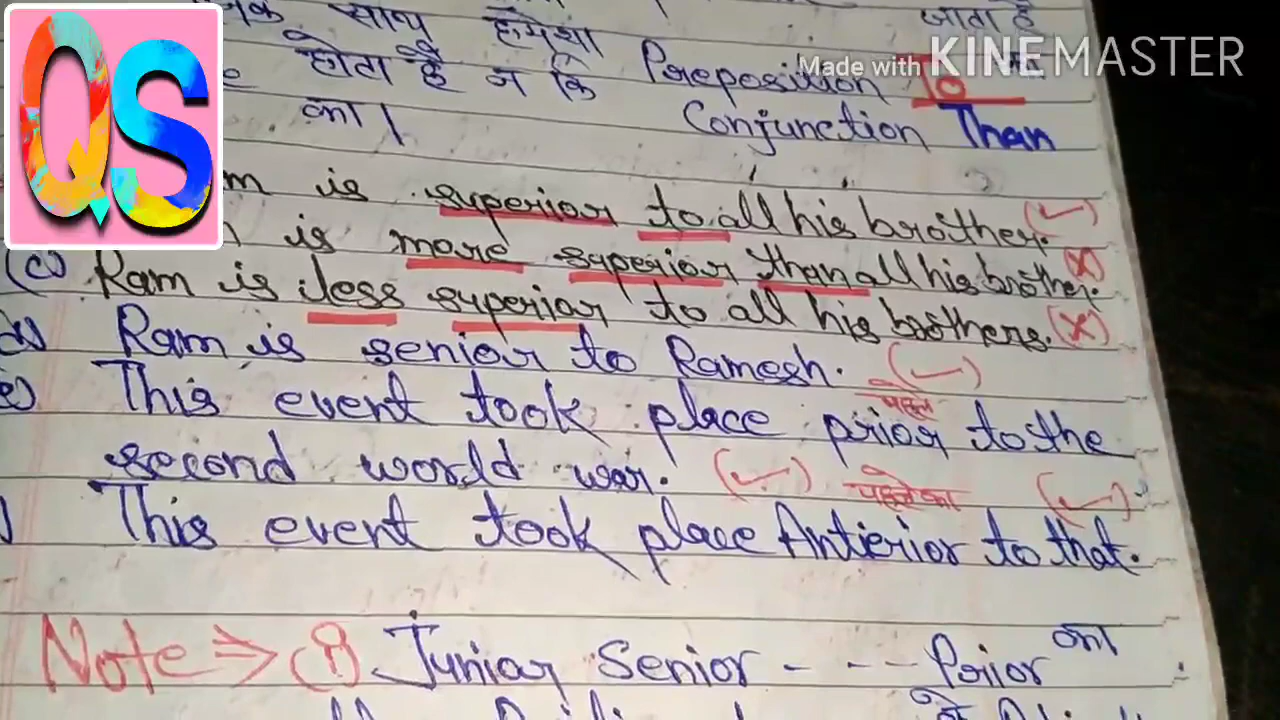 साथ हमेशा जाता है
Made with KINEMASTER
QS
होता है न कि Preposition To
का। Conjunction Than
m is superior to all his brother. (✓)
is more superior than all his brother. (x)
(c) Ram is less superior to all his brothers. (x)
d) Ram is senior to Ramesh. (✓)
पहले
e) This event took place prior to the
second world war. (✓) पहले का (✓)
This event took place Antierior to that.
Note ⇒ (i) Junior Senior - - -- Prior का